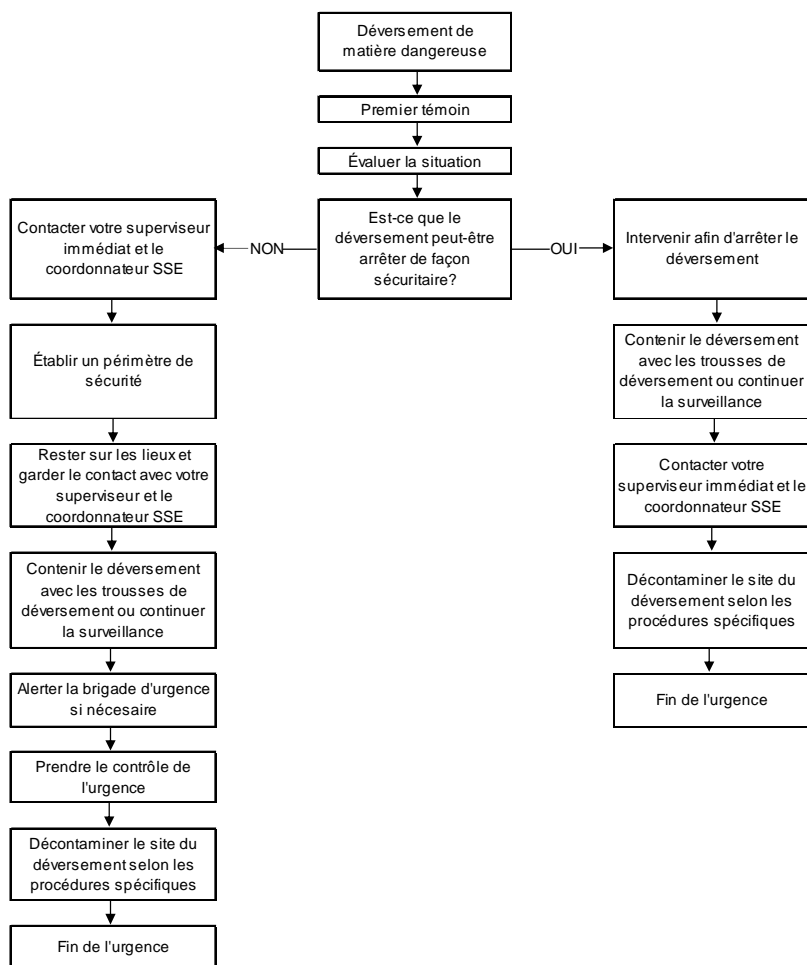 Déversement de
matière dangereuse
Premier témoin
Évaluer la situation
Est-ce que le
déversement peut-être
arrêter de façon
sécuritaire?
NON
OUI
Contacter votre superviseur
immédiat et le
coordonnateur SSE
Établir un périmètre de
sécurité
Rester sur les lieux et
garder le contact avec votre
superviseur et le
coordonnateur SSE
Contenir le déversement
avec les trousses de
déversement ou continuer
la surveillance
Alerter la brigade d'urgence
si nécesaire
Prendre le contrôle de
l'urgence
Décontaminer le site du
déversement selon les
procédures spécifiques
Fin de l'urgence
Intervenir afin d'arrêter le
déversement
Contenir le déversement
avec les trousses de
déversement ou continuer
la surveillance
Contacter votre
superviseur immédiat et le
coordonnateur SSE
Décontaminer le site du
déversement selon les
procédures spécifiques
Fin de l'urgence